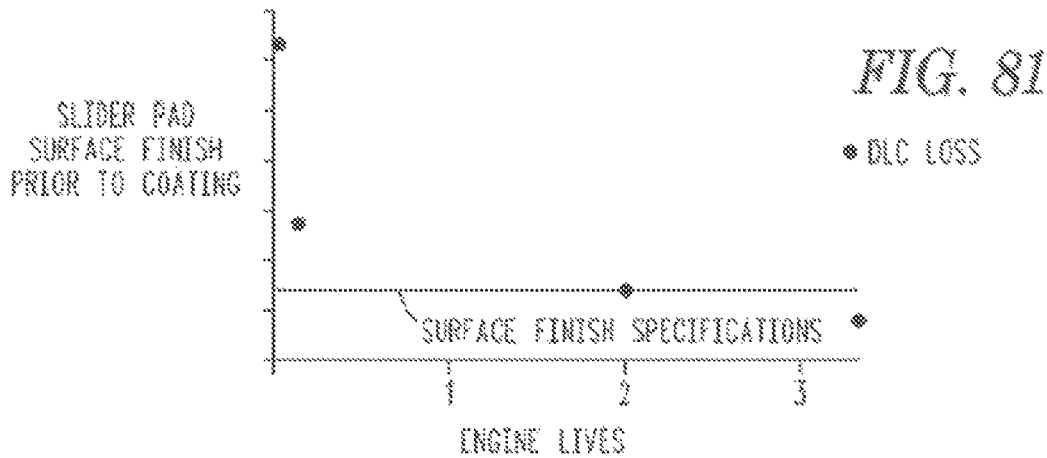 FIG. 81
SLIDER PAD
SURFACE FINISH
PRIOR TO COATING
DLC LOSS
SURFACE FINISH SPECIFICATIONS
1
2
3
ENGINE LIVES